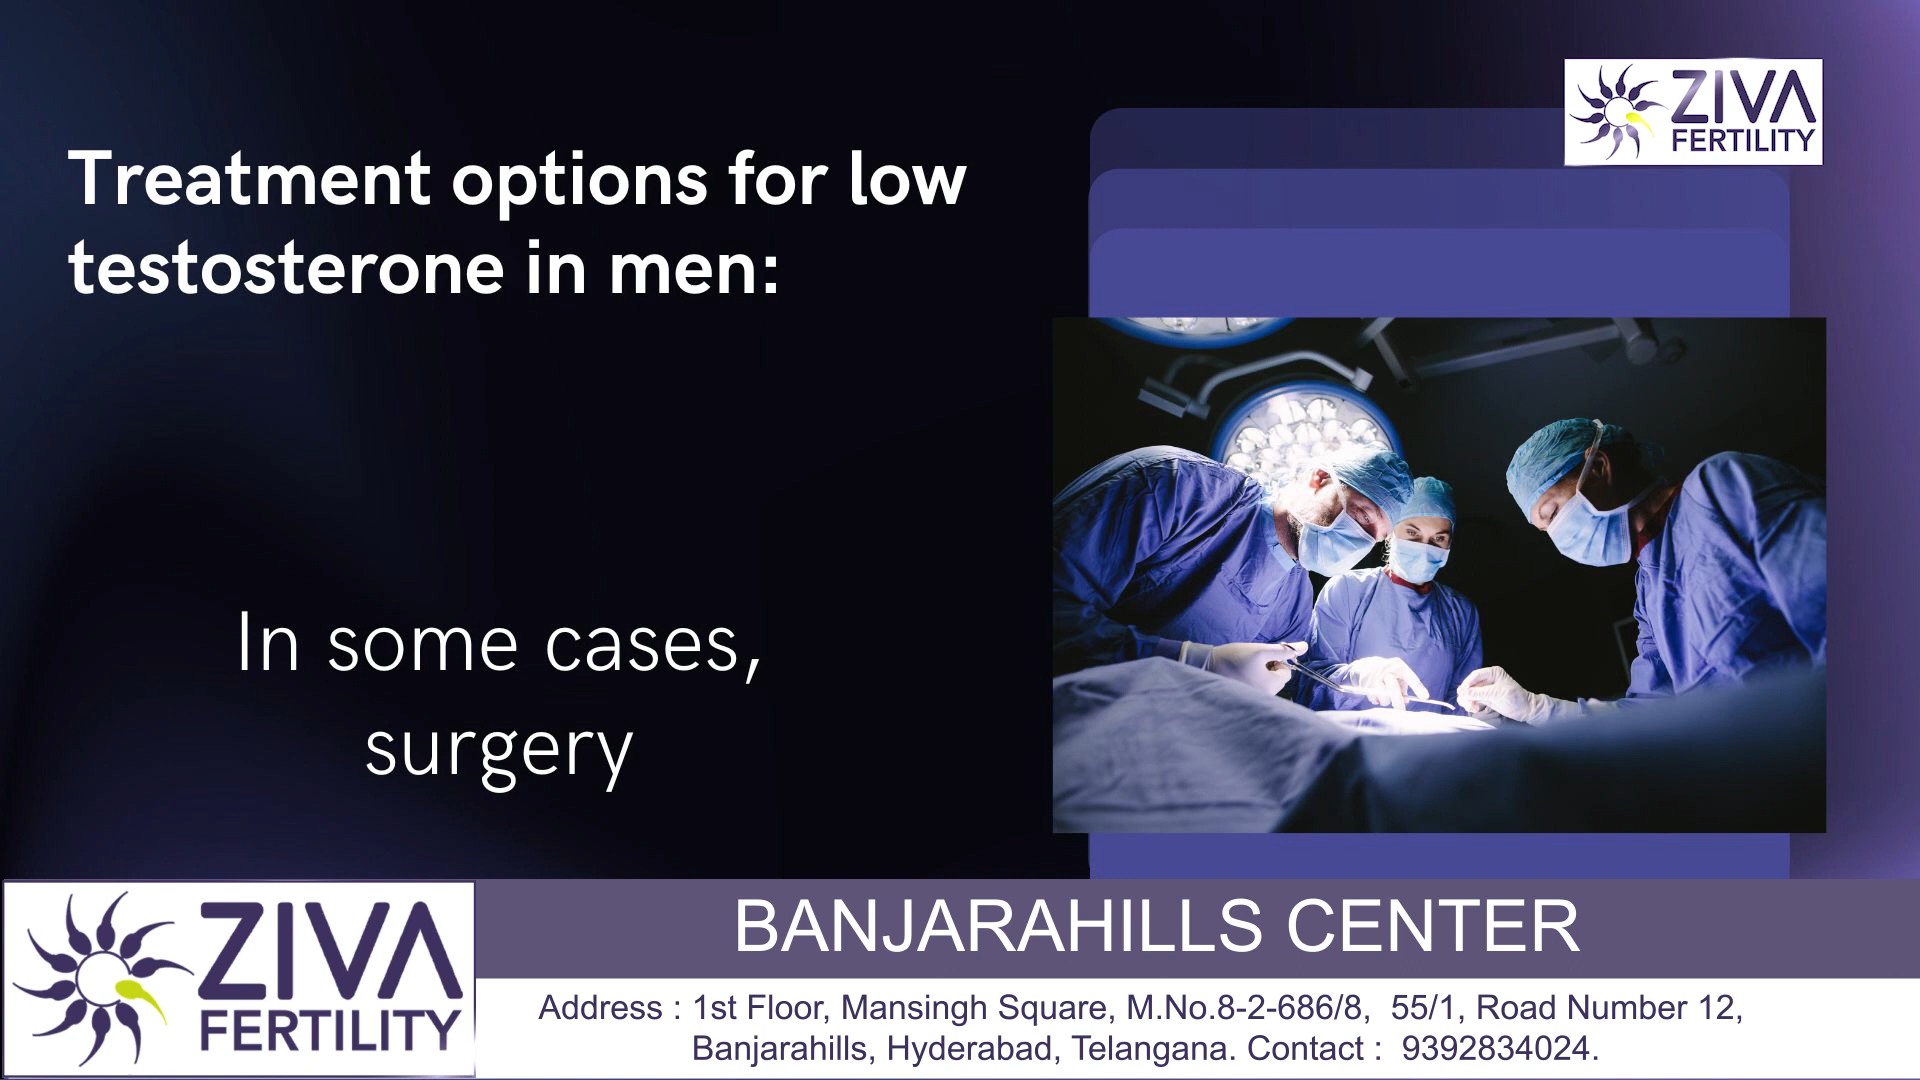 ZIVA
FERTILITY
Treatment options for low
testosterone in men:
In some cases,
surgery
ZIVA
FERTILITY
BANJARAHILLS CENTER
Address : 1st Floor, Mansingh Square, M.No.8-2-686/8,  55/1, Road Number 12,
Banjarahills, Hyderabad, Telangana. Contact :  9392834024.